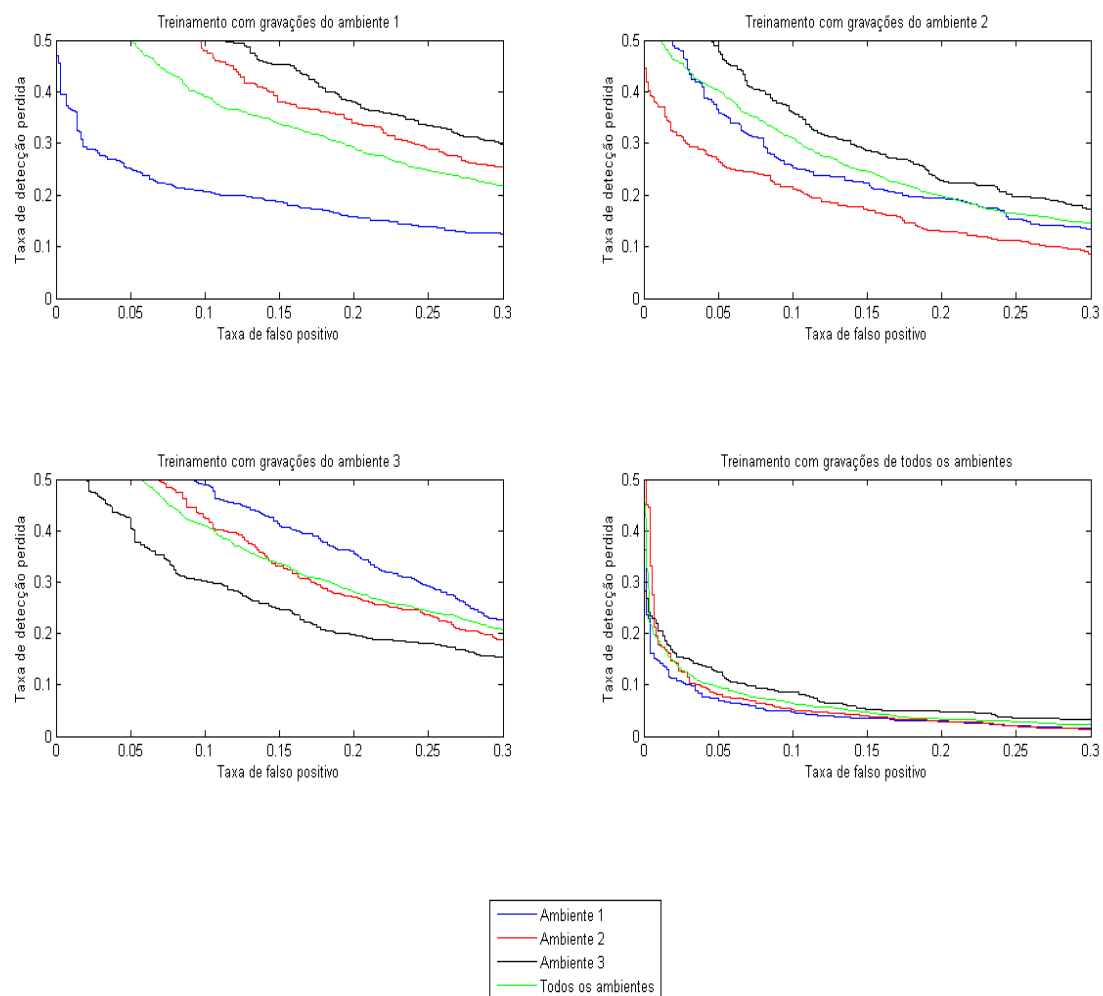 Treinamento com gravações do ambiente 1
Taxa de detecção perdida
0.5
0.4
0.3
0.2
0.1
0
0 0.05 0.1 0.15 0.2 0.25 0.3
Taxa de falso positivo
Treinamento com gravações do ambiente 2
Taxa de detecção perdida
0.5
0.4
0.3
0.2
0.1
0
0 0.05 0.1 0.15 0.2 0.25 0.3
Taxa de falso positivo
Treinamento com gravações do ambiente 3
Taxa de detecção perdida
0.5
0.4
0.3
0.2
0.1
0
0 0.05 0.1 0.15 0.2 0.25 0.3
Taxa de falso positivo
Treinamento com gravações de todos os ambientes
Taxa de detecção perdida
0.5
0.4
0.3
0.2
0.1
0
0 0.05 0.1 0.15 0.2 0.25 0.3
Taxa de falso positivo
Ambiente 1
Ambiente 2
Ambiente 3
Todos os ambientes